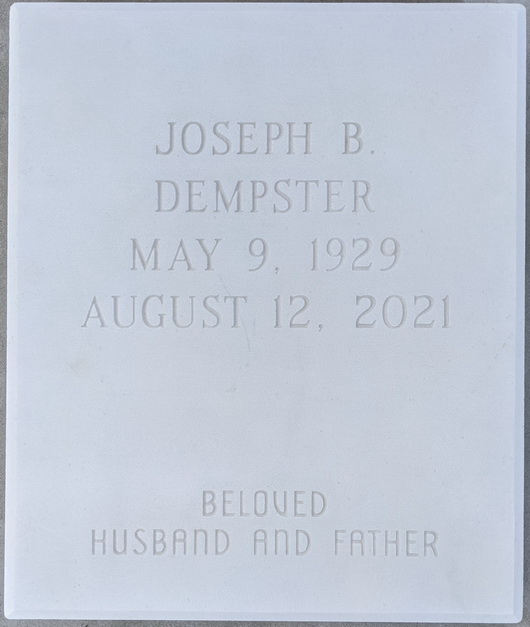 JOSEPH B.
DEMPSTER
MAY 9, 1929
AUGUST 12, 2021
BELOVED
HUSBAND AND FATHER